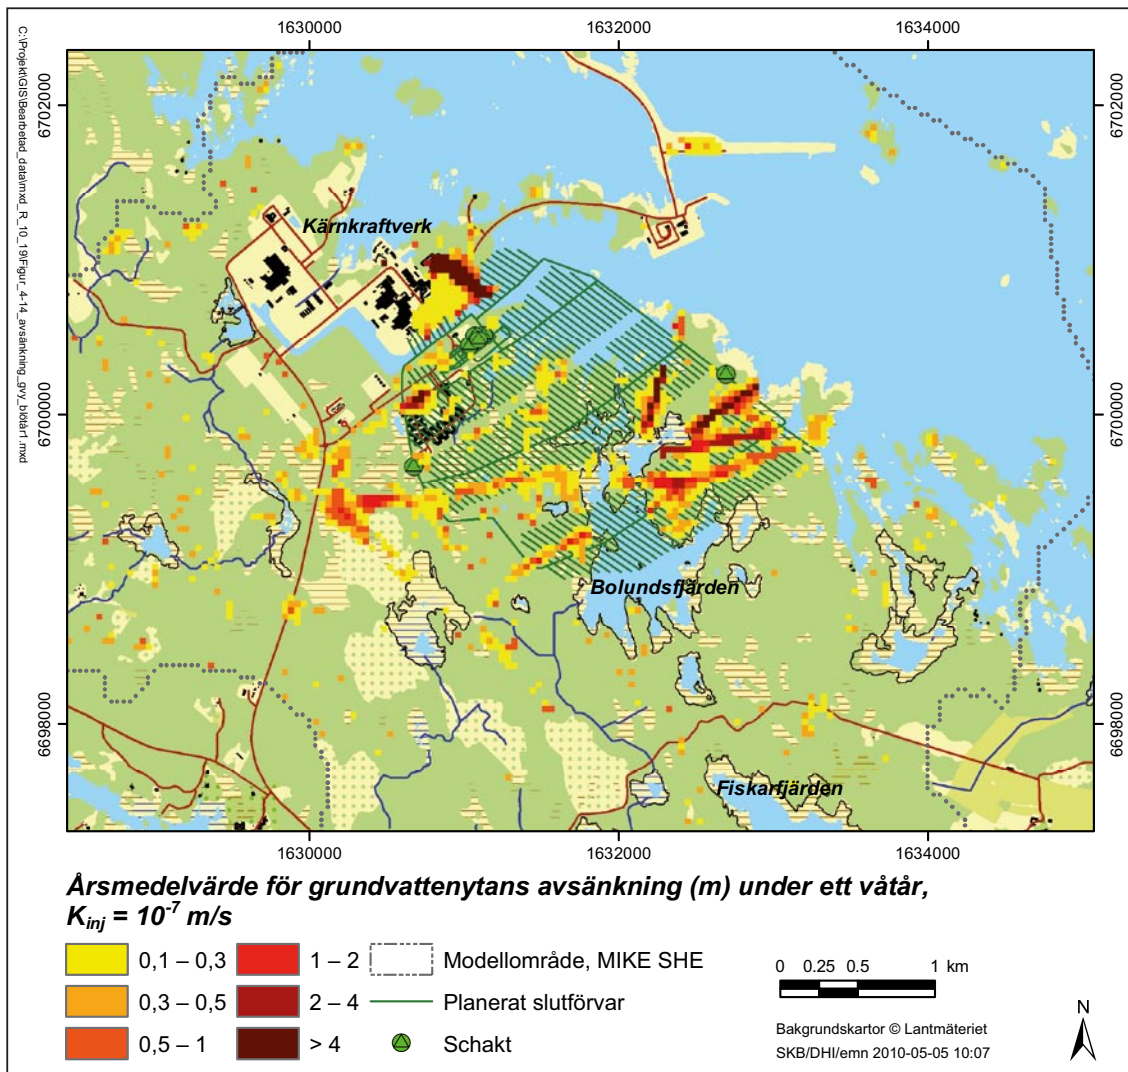 1630000 1632000 1634000
C:\Projekt\GIS\Bearbetad_data\mxd_R_10_19\Figur_4-14_avsänkning_gvy_blötår1.mxd
6702000 6702000
Kärnkraftverk
6700000 6700000
Bolundsfjärden
6698000 6698000
Fiskarfjärden
1630000 1632000 1634000
Årsmedelvärde för grundvattenytans avsänkning (m) under ett våtår,
Kinj = 10-7 m/s
0,1 – 0,3 1 – 2 Modellområde, MIKE SHE
0,3 – 0,5 2 – 4 Planerat slutförvar
0,5 – 1 > 4 Schakt
0 0.25 0.5 1 km
Bakgrundskartor © Lantmäteriet
SKB/DHI/emn 2010-05-05 10:07
N